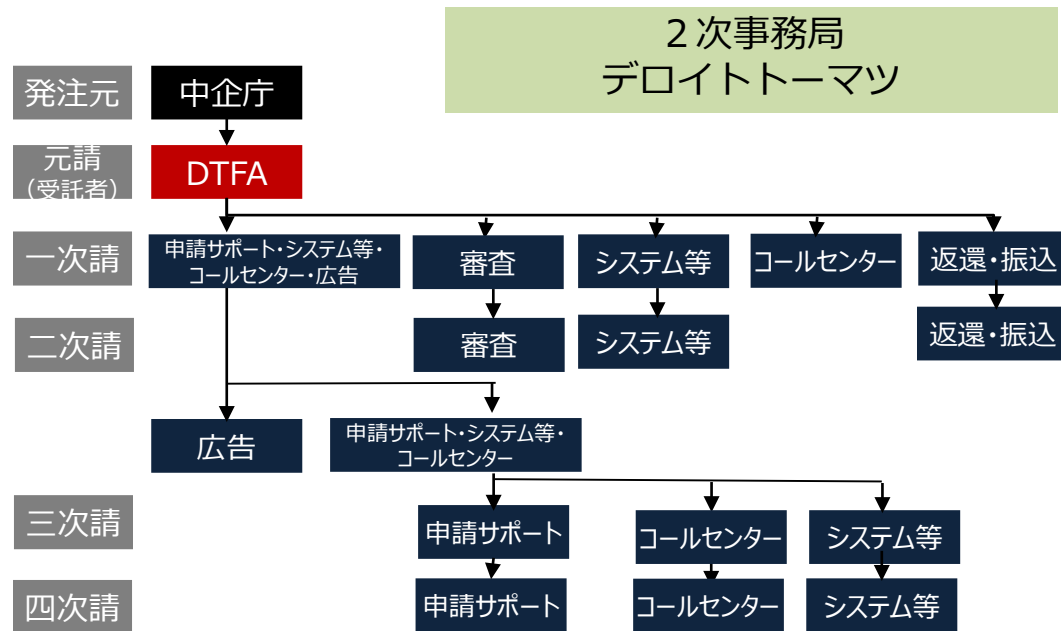 ２次事務局
デロイトトーマツ
発注元
中企庁
元請
（受託者）
DTFA
一次請
申請サポート・システム等・
コールセンター・広告
審査
システム等
コールセンター
返還・振込
二次請
審査
システム等
返還・振込
広告
申請サポート・システム等・
コールセンター
三次請
申請サポート
コールセンター
システム等
四次請
申請サポート
コールセンター
システム等